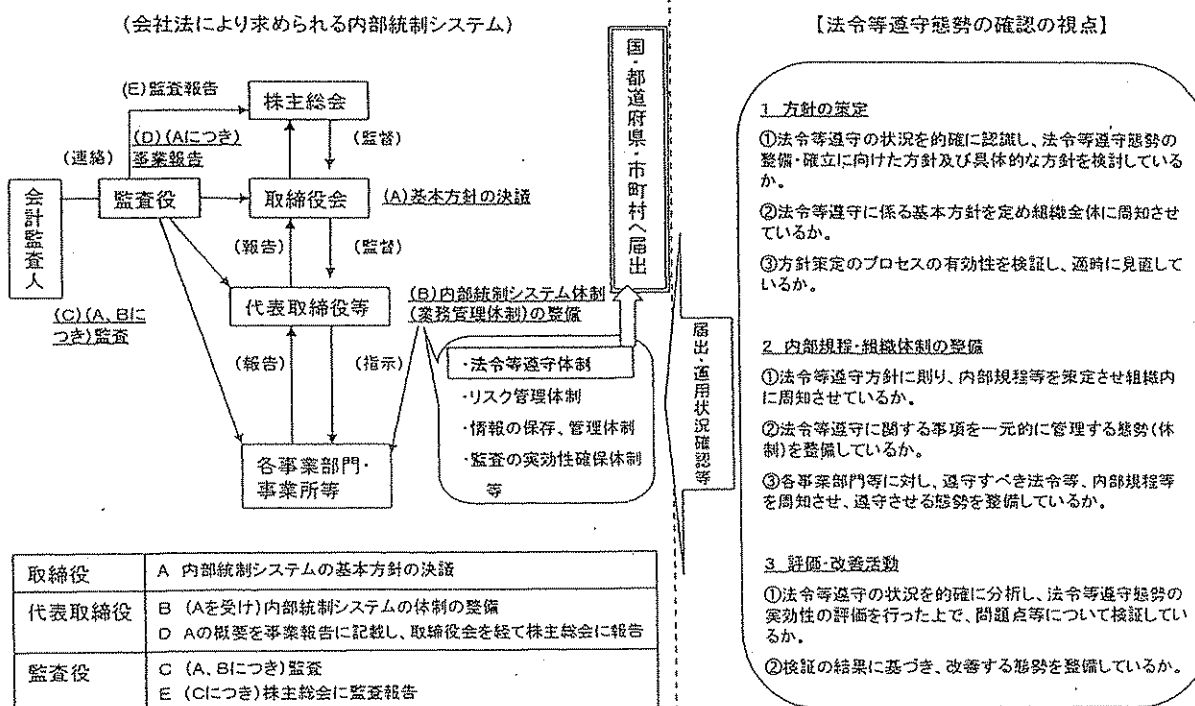 (会社法により求められる内部統制システム)
(E)監査報告
株主総会
(D)(Aにつき)
事業報告
(監督)
(連絡)
会計監査人
監査役
取締役会
(A)基本方針の決議
(報告)
(監督)
代表取締役等
(C)(A、Bに
つき)監査
(報告)
(指示)
(B)内部統制システム体制
(業務管理体制)の整備
・法令等遵守体制
・リスク管理体制
・情報の保存、管理体制
・監査の実効性確保体制
等
各事業部門・
事業所等
国・都道府県・市町村へ届出
届出・運用状況確認等
取締役
A 内部統制システムの基本方針の決議
代表取締役
B (Aを受け)内部統制システムの体制の整備
D Aの概要を事業報告に記載し、取締役会を経て株主総会に報告
監査役
C (A、Bにつき)監査
E (Cにつき)株主総会に監査報告
【法令等遵守態勢の確認の視点】
1 方針の策定
①法令等遵守の状況を的確に認識し、法令等遵守態勢の
整備・確立に向けた方針及び具体的な方針を検討している
か。
②法令等遵守に係る基本方針を定め組織全体に周知させ
ているか。
③方針策定のプロセスの有効性を検証し、適時に見直して
いるか。
2 内部規程・組織体制の整備
①法令等遵守方針に則り、内部規程等を策定させ組織内
に周知させているか。
②法令等遵守に関する事項を一元的に管理する態勢(体
制)を整備しているか。
③各事業部門等に対し、遵守すべき法令等、内部規程等
を周知させ、遵守させる態勢を整備しているか。
3 評価・改善活動
①法令等遵守の状況を的確に分析し、法令等遵守態勢の
実効性の評価を行った上で、問題点等について検証してい
るか。
②検証の結果に基づき、改善する態勢を整備しているか。